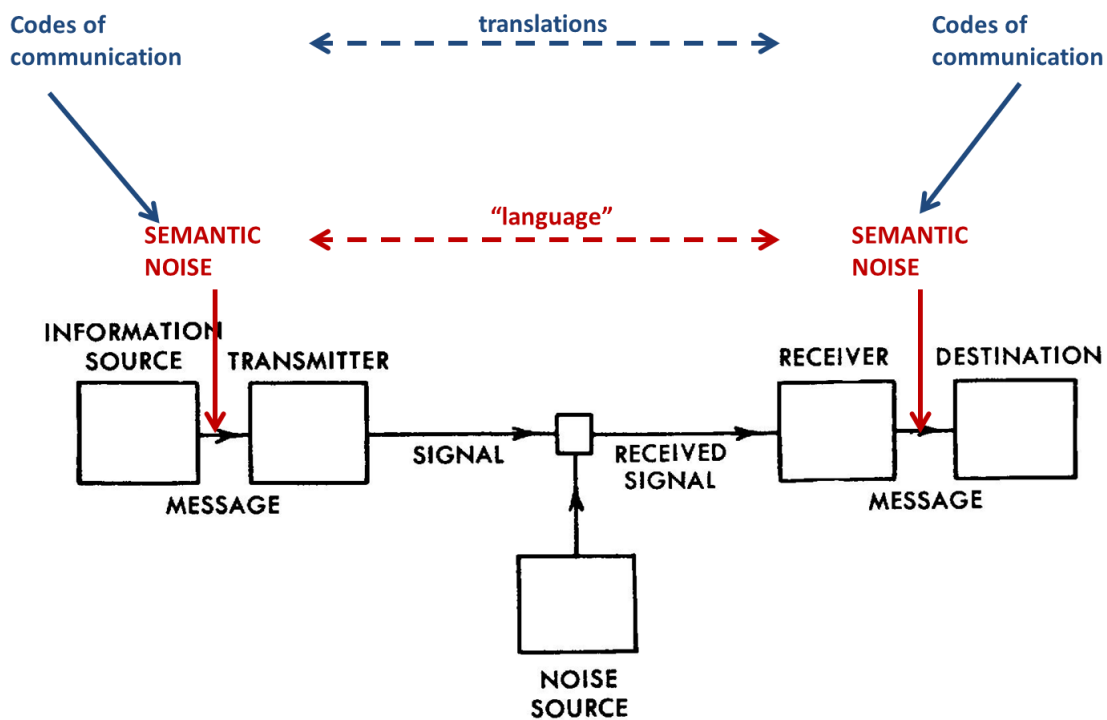 Codes of
communication
translations
Codes of
communication
SEMANTIC
NOISE
“language”
SEMANTIC
NOISE
INFORMATION
SOURCE
TRANSMITTER
RECEIVER
DESTINATION
SIGNAL
RECEIVED
SIGNAL
MESSAGE
MESSAGE
NOISE
SOURCE